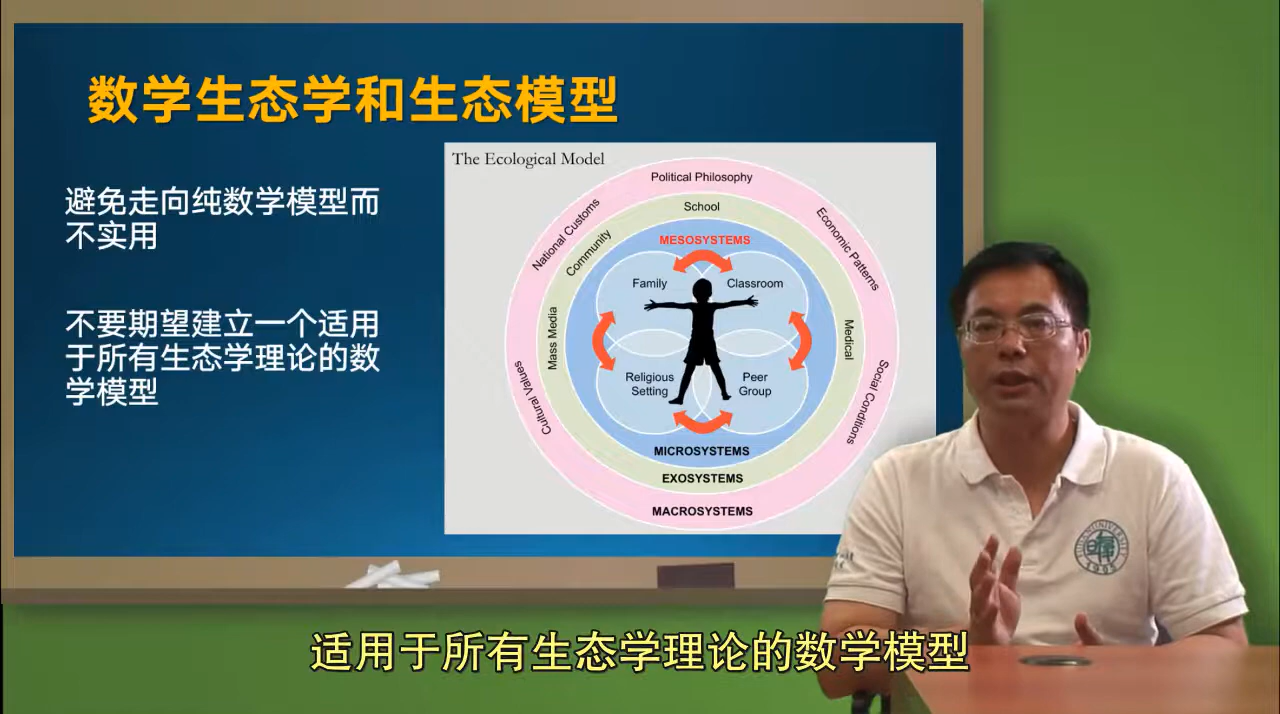 数学生态学和生态模型
避免走向纯数学模型而
不实用
不要期望建立一个适用
于所有生态学理论的数
学模型
The Ecological Model
Political Philosophy
School
National Customs
Community
Economic Patterns
MESOSYSTEMS
Family
Classroom
Mass Media
Medical
Religious
Setting
Peer
Group
Cultural Values
Social Conditions
MICROSYSTEMS
EXOSYSTEMS
MACROSYSTEMS
适用于所有生态学理论的数学模型